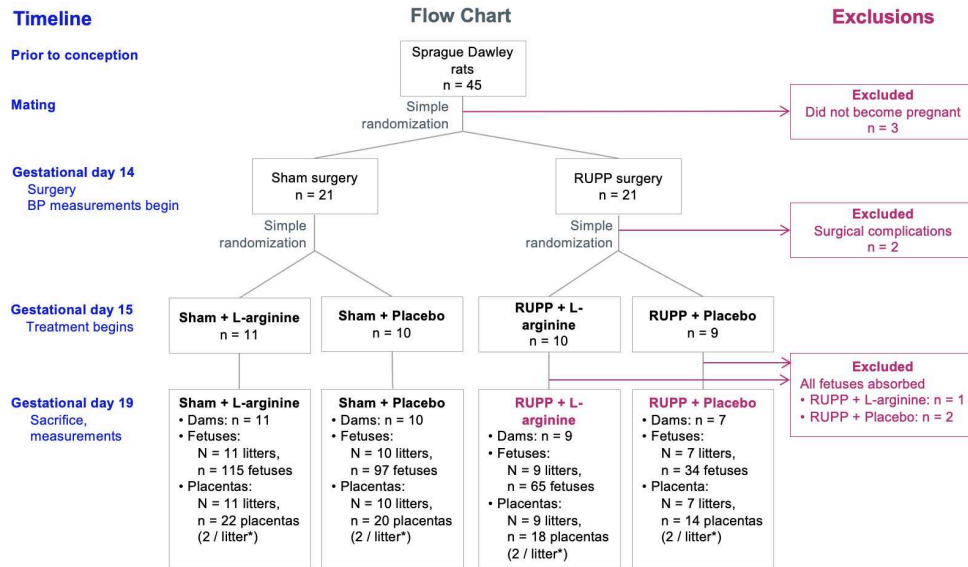 Timeline
Flow Chart
Exclusions
Prior to conception
Sprague Dawley
rats
n = 45
Mating
Simple
randomization
Excluded
Did not become pregnant
n = 3
Gestational day 14
Surgery
BP measurements begin
Sham surgery
n = 21
RUPP surgery
n = 21
Simple
randomization
Simple
randomization
Excluded
Surgical complications
n = 2
Gestational day 15
Treatment begins
Sham + L-arginine
n = 11
Sham + Placebo
n = 10
RUPP + L-
arginine
n = 10
RUPP + Placebo
n = 9
Excluded
All fetuses absorbed
• RUPP + L-arginine: n = 1
• RUPP + Placebo: n = 2
Gestational day 19
Sacrifice,
measurements
Sham + L-arginine
• Dams: n = 11
• Fetuses:
N = 11 litters,
n = 115 fetuses
• Placentas:
N = 11 litters,
n = 22 placentas
(2 / litter*)
Sham + Placebo
• Dams: n = 10
• Fetuses:
N = 10 litters,
n = 97 fetuses
• Placentas:
N = 10 litters,
n = 20 placentas
(2 / litter*)
RUPP + L-
arginine
• Dams: n = 9
• Fetuses:
N = 9 litters,
n = 65 fetuses
• Placentas:
N = 9 litters,
n = 18 placentas
(2 / litter*)
RUPP + Placebo
• Dams: n = 7
• Fetuses:
N = 7 litters,
n = 34 fetuses
• Placenta:
N = 7 litters,
n = 14 placentas
(2 / litter*)